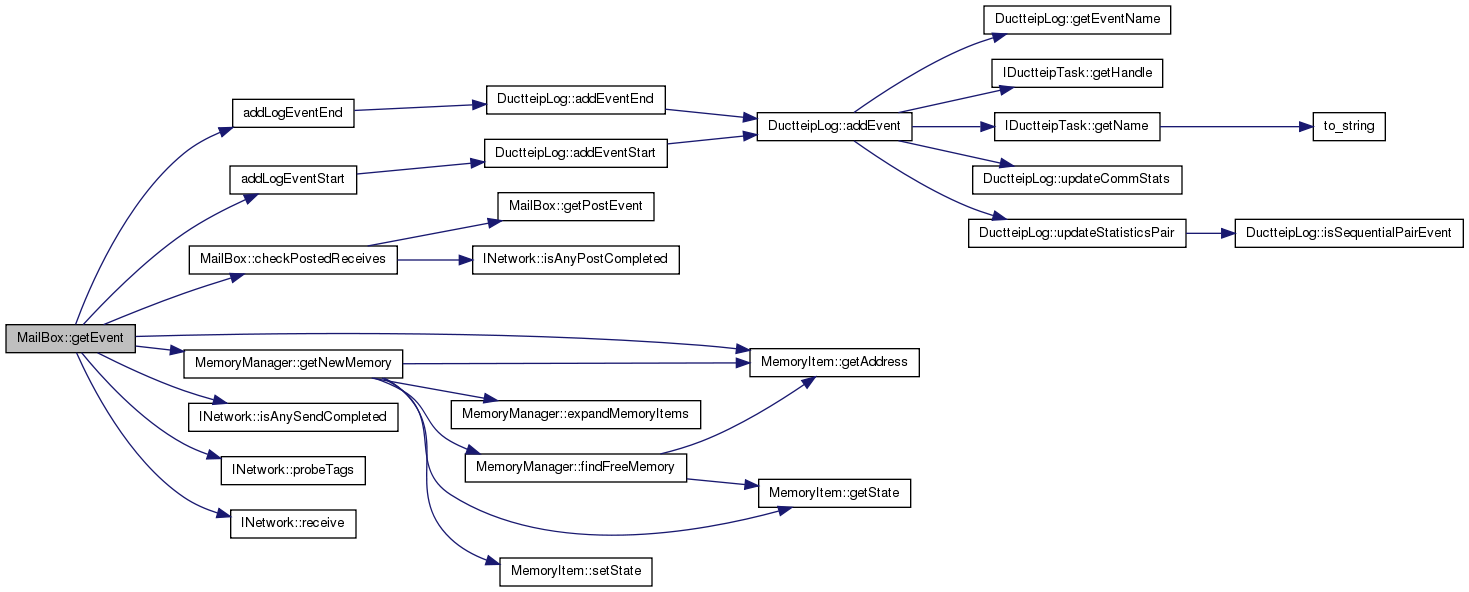 DuctteipLog::getEventName
IDuctteipTask::getHandle
DuctteipLog::addEventEnd
addLogEventEnd
DuctteipLog::addEvent
IDuctteipTask::getName
to_string
DuctteipLog::addEventStart
addLogEventStart
DuctteipLog::updateCommStats
MailBox::getPostEvent
DuctteipLog::updateStatisticsPair
DuctteipLog::isSequentialPairEvent
MailBox::checkPostedReceives
INetwork::isAnyPostCompleted
MailBox::getEvent
MemoryManager::getNewMemory
MemoryItem::getAddress
INetwork::isAnySendCompleted
MemoryManager::expandMemoryItems
INetwork::probeTags
MemoryManager::findFreeMemory
MemoryItem::getState
INetwork::receive
MemoryItem::setState